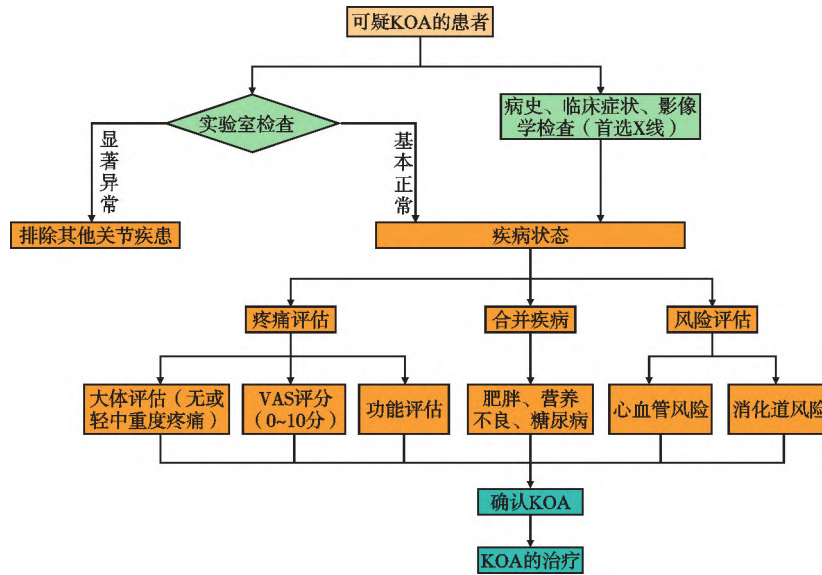 可疑KOA的患者
实验室检查
病史、临床症状、影像
学检查（首选X线）
显著异常
基本正常
排除其他关节疾患
疾病状态
疼痛评估
合并疾病
风险评估
大体评估（无或
轻中重度疼痛）
VAS评分
（0~10分）
功能评估
肥胖、营养
不良、糖尿病
心血管风险
消化道风险
确认KOA
KOA的治疗